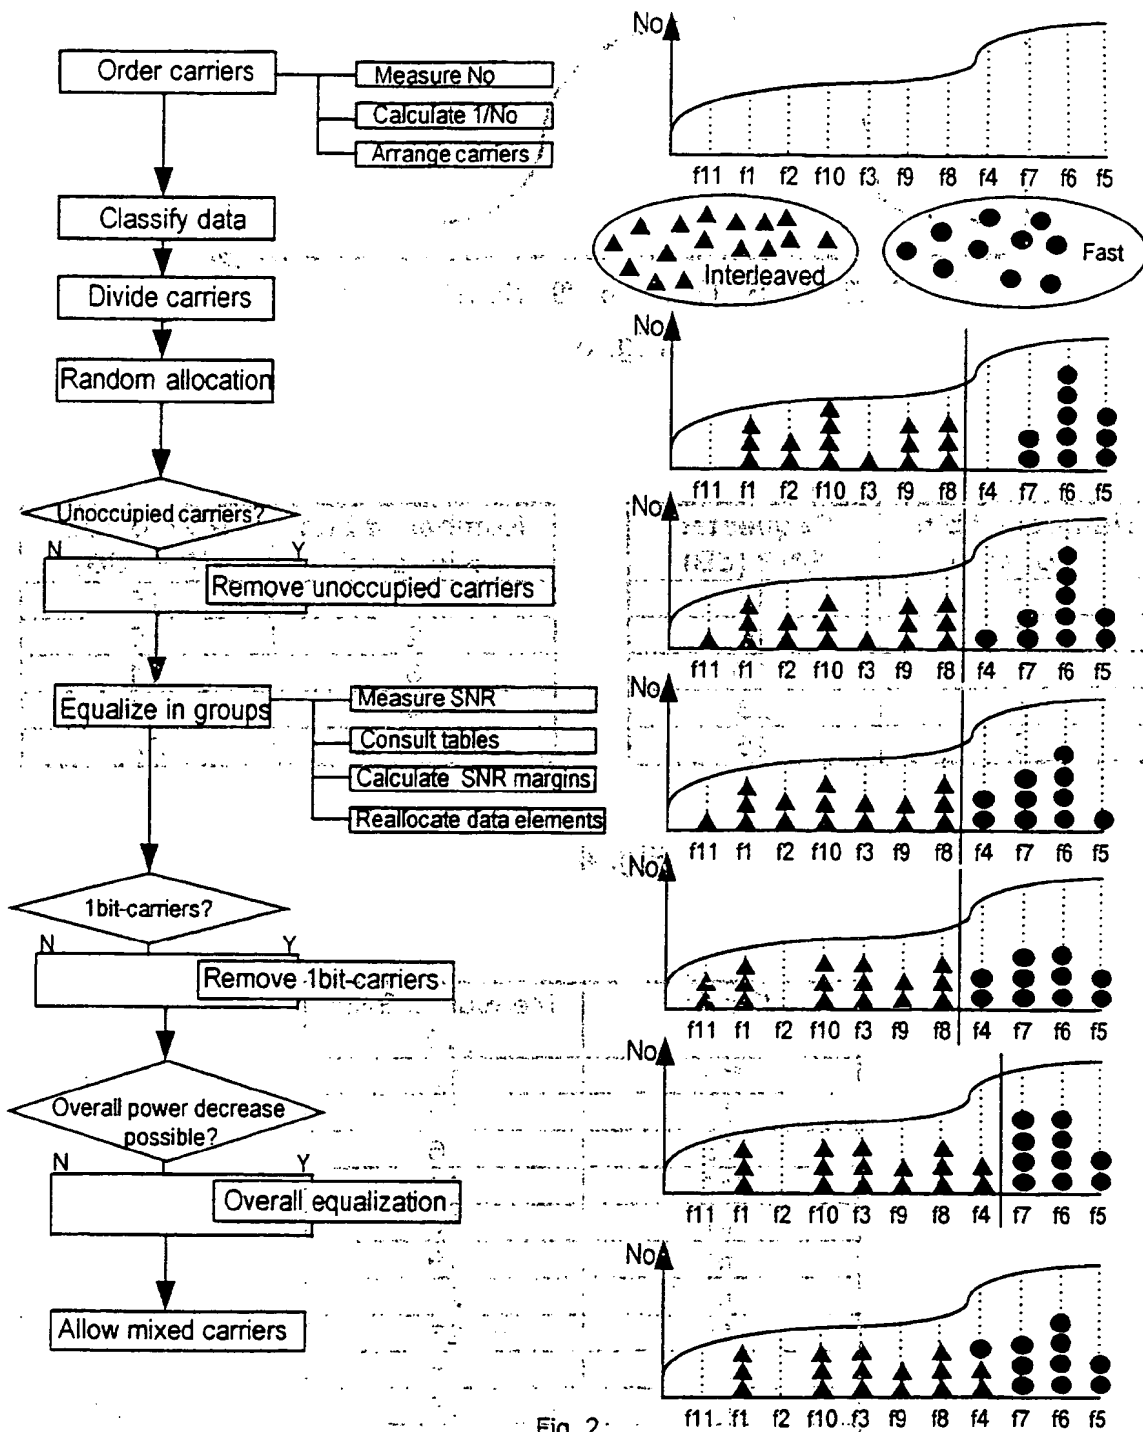 Order carriers
Measure No
Calculate 1/No
Arrange carriers
Classify data
Divide carriers
Random allocation
Unoccupied carriers?
N Y
Remove unoccupied carriers
Equalize in groups
Measure SNR
Consult tables
Calculate SNR margins
Reallocate data elements
1bit-carriers?
N Y
Remove 1bit-carriers
Overall power decrease
possible?
N Y
Overall equalization
Allow mixed carriers
No
f11 f1 f2 f10 f3 f9 f8 f4 f7 f6 f5
Interleaved
Fast
No
f11 f1 f2 f10 f3 f9 f8 f4 f7 f6 f5
No
f11 f1 f2 f10 f3 f9 f8 f4 f7 f6 f5
No
f11 f1 f2 f10 f3 f9 f8 f4 f7 f6 f5
No
f11 f1 f2 f10 f3 f9 f8 f4 f7 f6 f5
No
f11 f1 f2 f10 f3 f9 f8 f4 f7 f6 f5
No
f11 f1 f2 f10 f3 f9 f8 f4 f7 f6 f5
Fig. 2